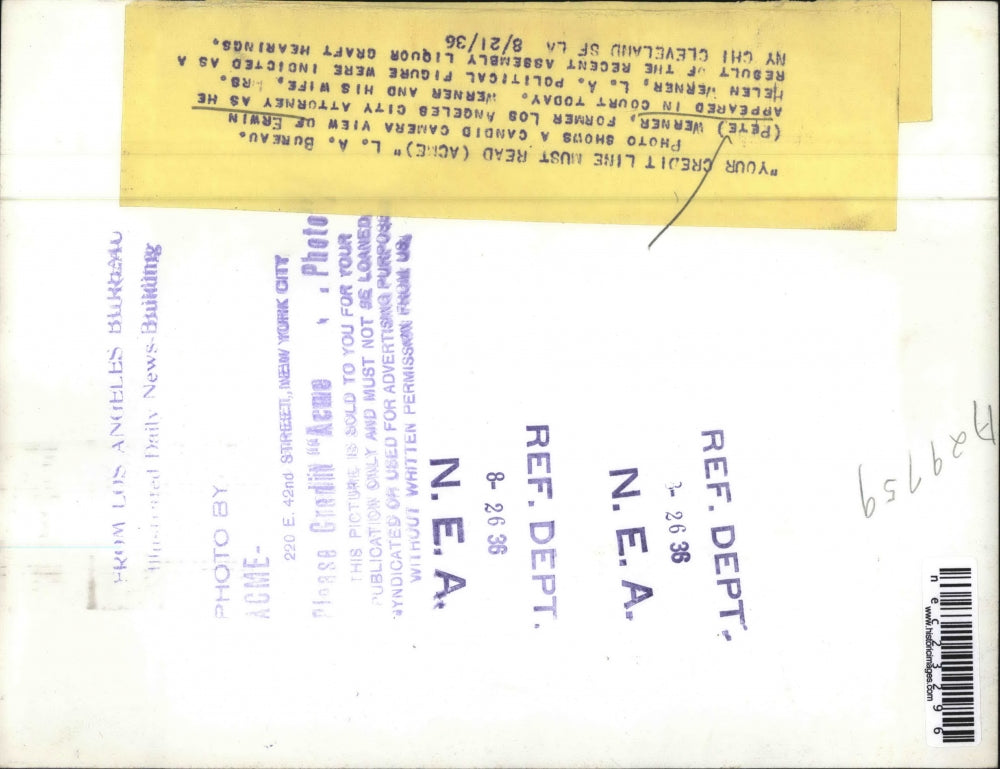 "YOUR CREDIT LINE MUST READ (ACME)" L. A. BUREAU.
PHOTO SHOWS A CANDID CAMERA VIEW OF ERWIN
(PETE) WERNER, FORMER LOS ANGELES CITY ATTORNEY AS HE
APPEARED IN COURT TODAY. WERNER AND HIS WIFE, RS.
HELEN WERNER, L. A. POLITICAL FIGURE WERE INDICTED AS A
RESULT OF THE RECENT ASSEMBLY LIQUOR GRAFT HEARINGS.
NY CHI CLEVELAND SF LA 8/21/36
FROM LOS ANGELES BUREAU
Illustrated Daily News Building
PHOTO BY
ACME-
220 E. 42nd STREET, NEW YORK CITY
Please Credit "Acme Photo
THIS PICTURE IS SOLD TO YOU FOR YOUR
PUBLICATION ONLY AND MUST NOT BE LOANED
SYNDICATED OR USED FOR ADVERTISING PURPOSE
WITHOUT WRITTEN PERMISSION FROM US.
N. E. A.
8- 26 36
REF. DEPT.
N. E. A.
- 26 36
REF. DEPT.
A29759
www.historicimages.com
nec23296